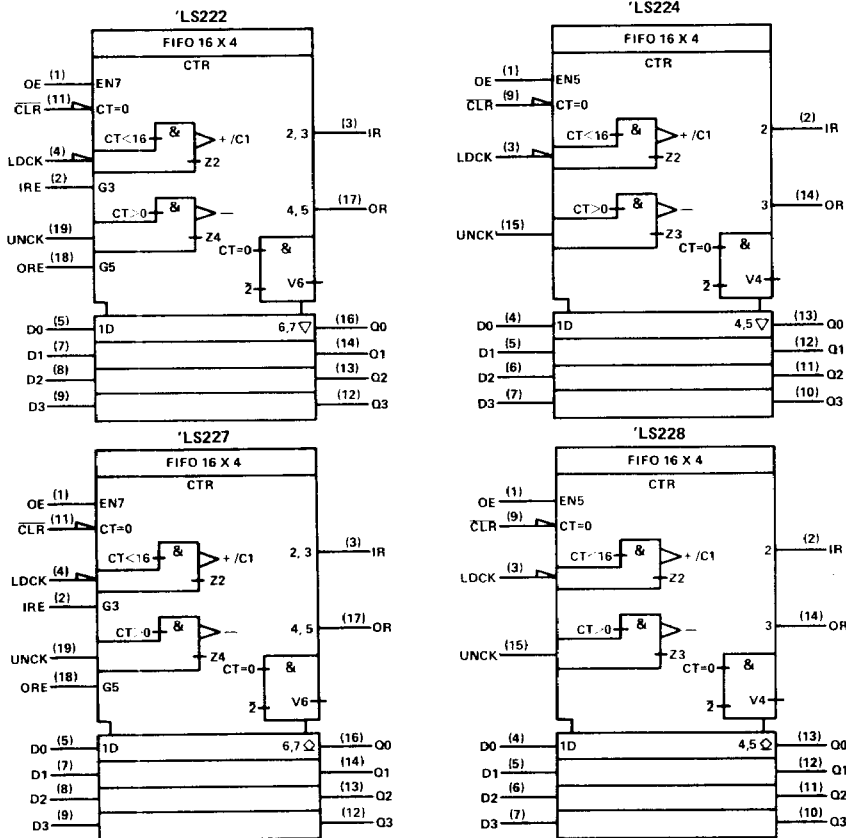 'LS222
FIFO 16 X 4
CTR
OE (1) EN7
CLR (11) CT=0
CT<16 & +/C1
Z2
2, 3 (3) IR
LDCK (4)
IRE (2) G3
CT>0 & —
Z4
4, 5 (17) OR
UNCK (19)
ORE (18) G5
CT=0 &
2 V6
D0 (5) 1D 6,7 ▽ (16) Q0
D1 (7) (14) Q1
D2 (8) (13) Q2
D3 (9) (12) Q3
'LS224
FIFO 16 X 4
CTR
OE (1) EN5
CLR (9) CT=0
CT<16 & +/C1
Z2
2 (2) IR
LDCK (3)
CT>0 & —
Z3
3 (14) OR
UNCK (15)
CT=0 &
2 V4
D0 (4) 1D 4,5 ▽ (13) Q0
D1 (5) (12) Q1
D2 (6) (11) Q2
D3 (7) (10) Q3
'LS227
FIFO 16 X 4
CTR
OE (1) EN7
CLR (11) CT=0
CT<16 & +/C1
Z2
2, 3 (3) IR
LDCK (4)
IRE (2) G3
CT>0 & —
Z4
4, 5 (17) OR
UNCK (19)
ORE (18) G5
CT=0 &
2 V6
D0 (5) 1D 6,7 ◇ (16) Q0
D1 (7) (14) Q1
D2 (8) (13) Q2
D3 (9) (12) Q3
'LS228
FIFO 16 X 4
CTR
OE (1) EN5
CLR (9) CT=0
CT<16 & +/C1
Z2
2 (2) IR
LDCK (3)
CT>0 & —
Z3
3 (14) OR
UNCK (15)
CT=0 &
2 V4
D0 (4) 1D 4,5 ◇ (13) Q0
D1 (5) (12) Q1
D2 (6) (11) Q2
D3 (7) (10) Q3